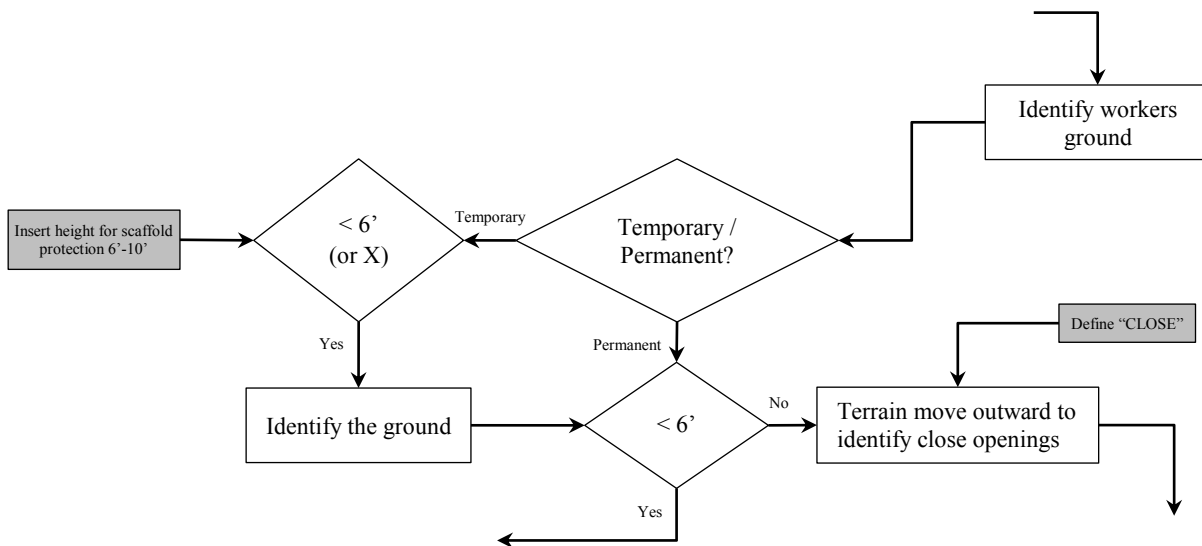 Identify workers
ground
Insert height for scaffold
protection 6’-10’
< 6’
(or X)
Temporary
Temporary /
Permanent?
Define “CLOSE”
Yes
Permanent
Identify the ground
< 6’
No
Terrain move outward to
identify close openings
Yes